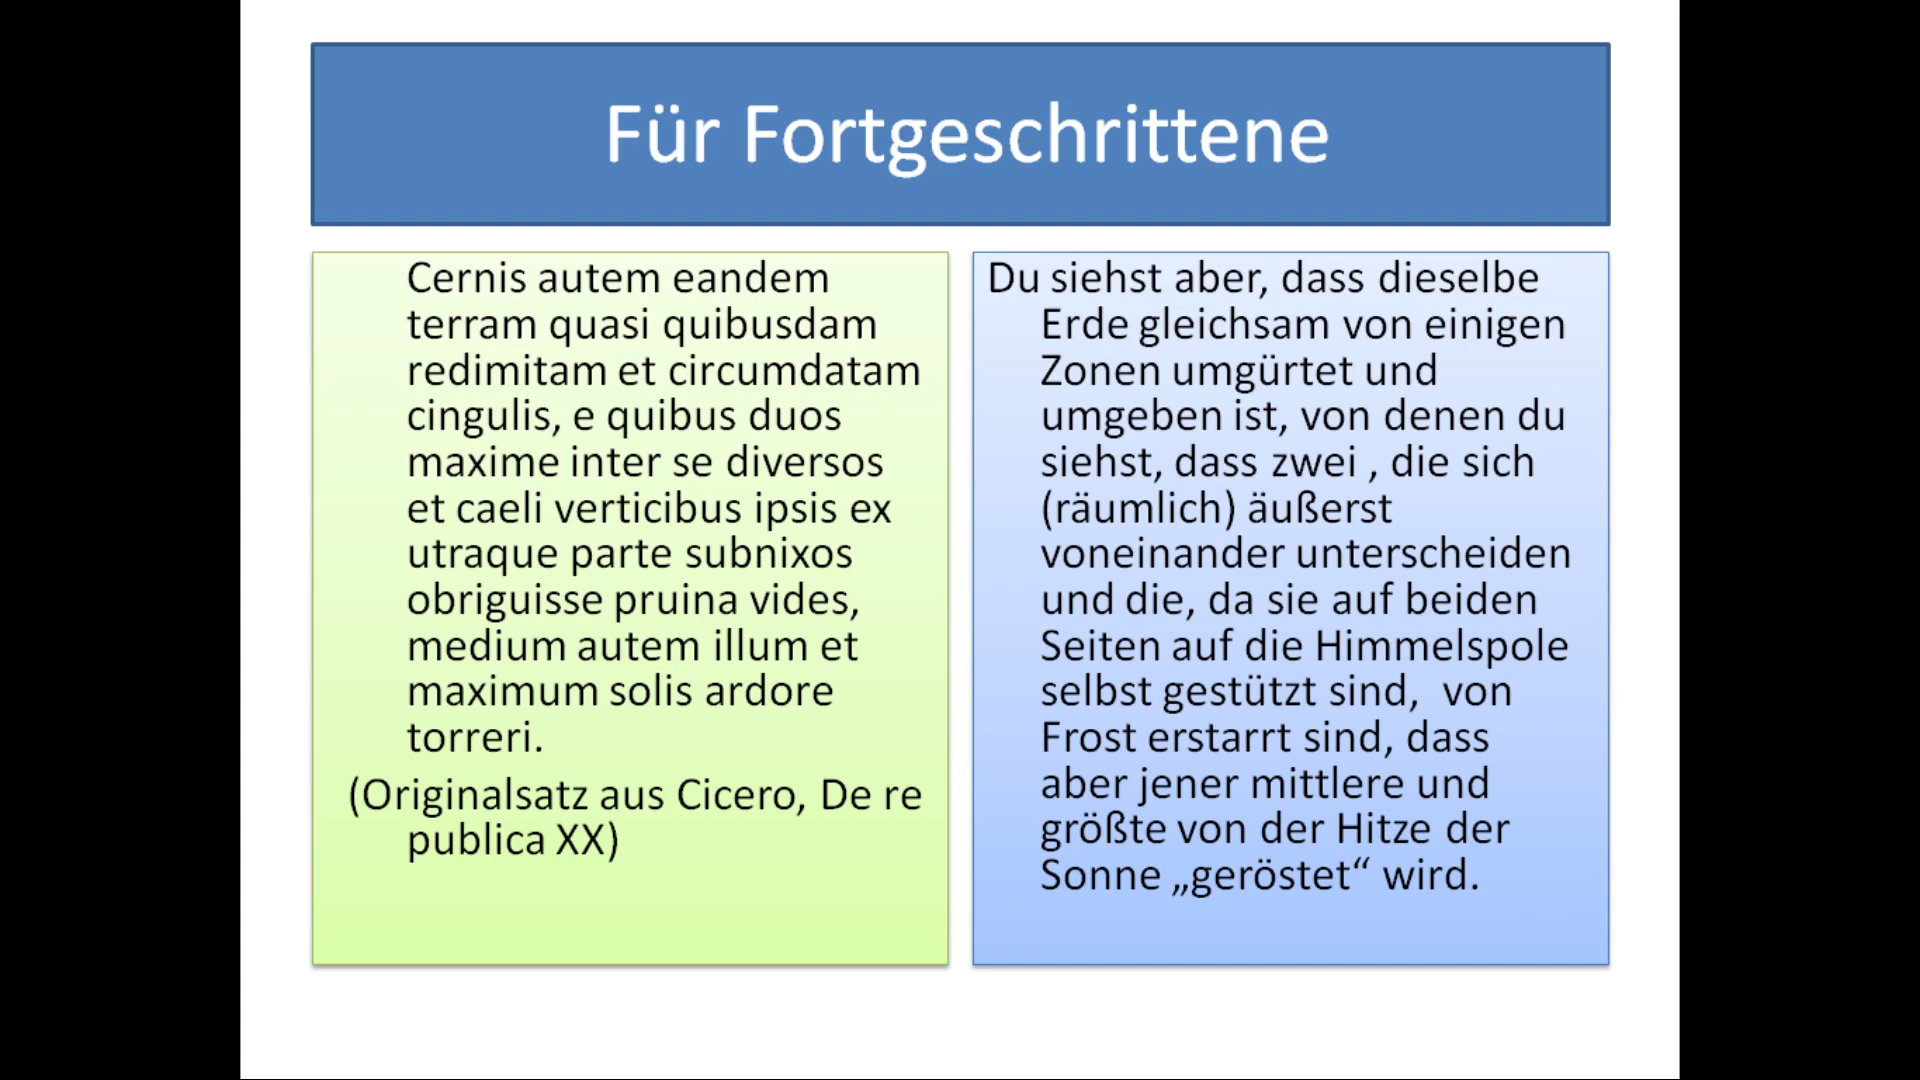 Für Fortgeschrittene
Cernis autem eandem
terram quasi quibusdam
redimitam et circumdatam
cingulis, e quibus duos
maxime inter se diversos
et caeli verticibus ipsis ex
utraque parte subnixos
obriguisse pruina vides,
medium autem illum et
maximum solis ardore
torreri.
(Originalsatz aus Cicero, De re
publica XX)
Du siehst aber, dass dieselbe
Erde gleichsam von einigen
Zonen umgürtet und
umgeben ist, von denen du
siehst, dass zwei , die sich
(räumlich) äußerst
voneinander unterscheiden
und die, da sie auf beiden
Seiten auf die Himmelspole
selbst gestützt sind,  von
Frost erstarrt sind, dass
aber jener mittlere und
größte von der Hitze der
Sonne „geröstet“ wird.